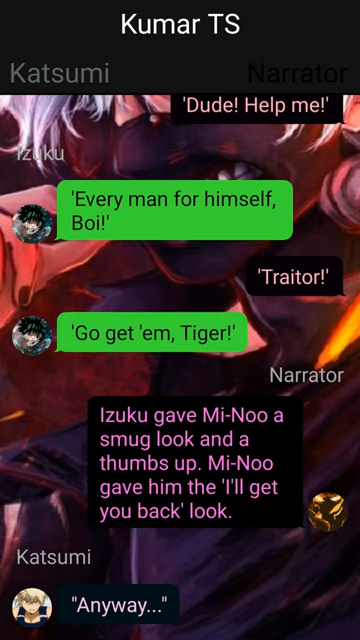 Kumar TS
Katsumi
Narrator
'Dude! Help me!'
Izuku
'Every man for himself,
Boi!'
'Traitor!'
'Go get 'em, Tiger!'
Narrator
Izuku gave Mi-Noo a
smug look and a
thumbs up. Mi-Noo
gave him the 'I'll get
you back' look.
Katsumi
"Anyway..."